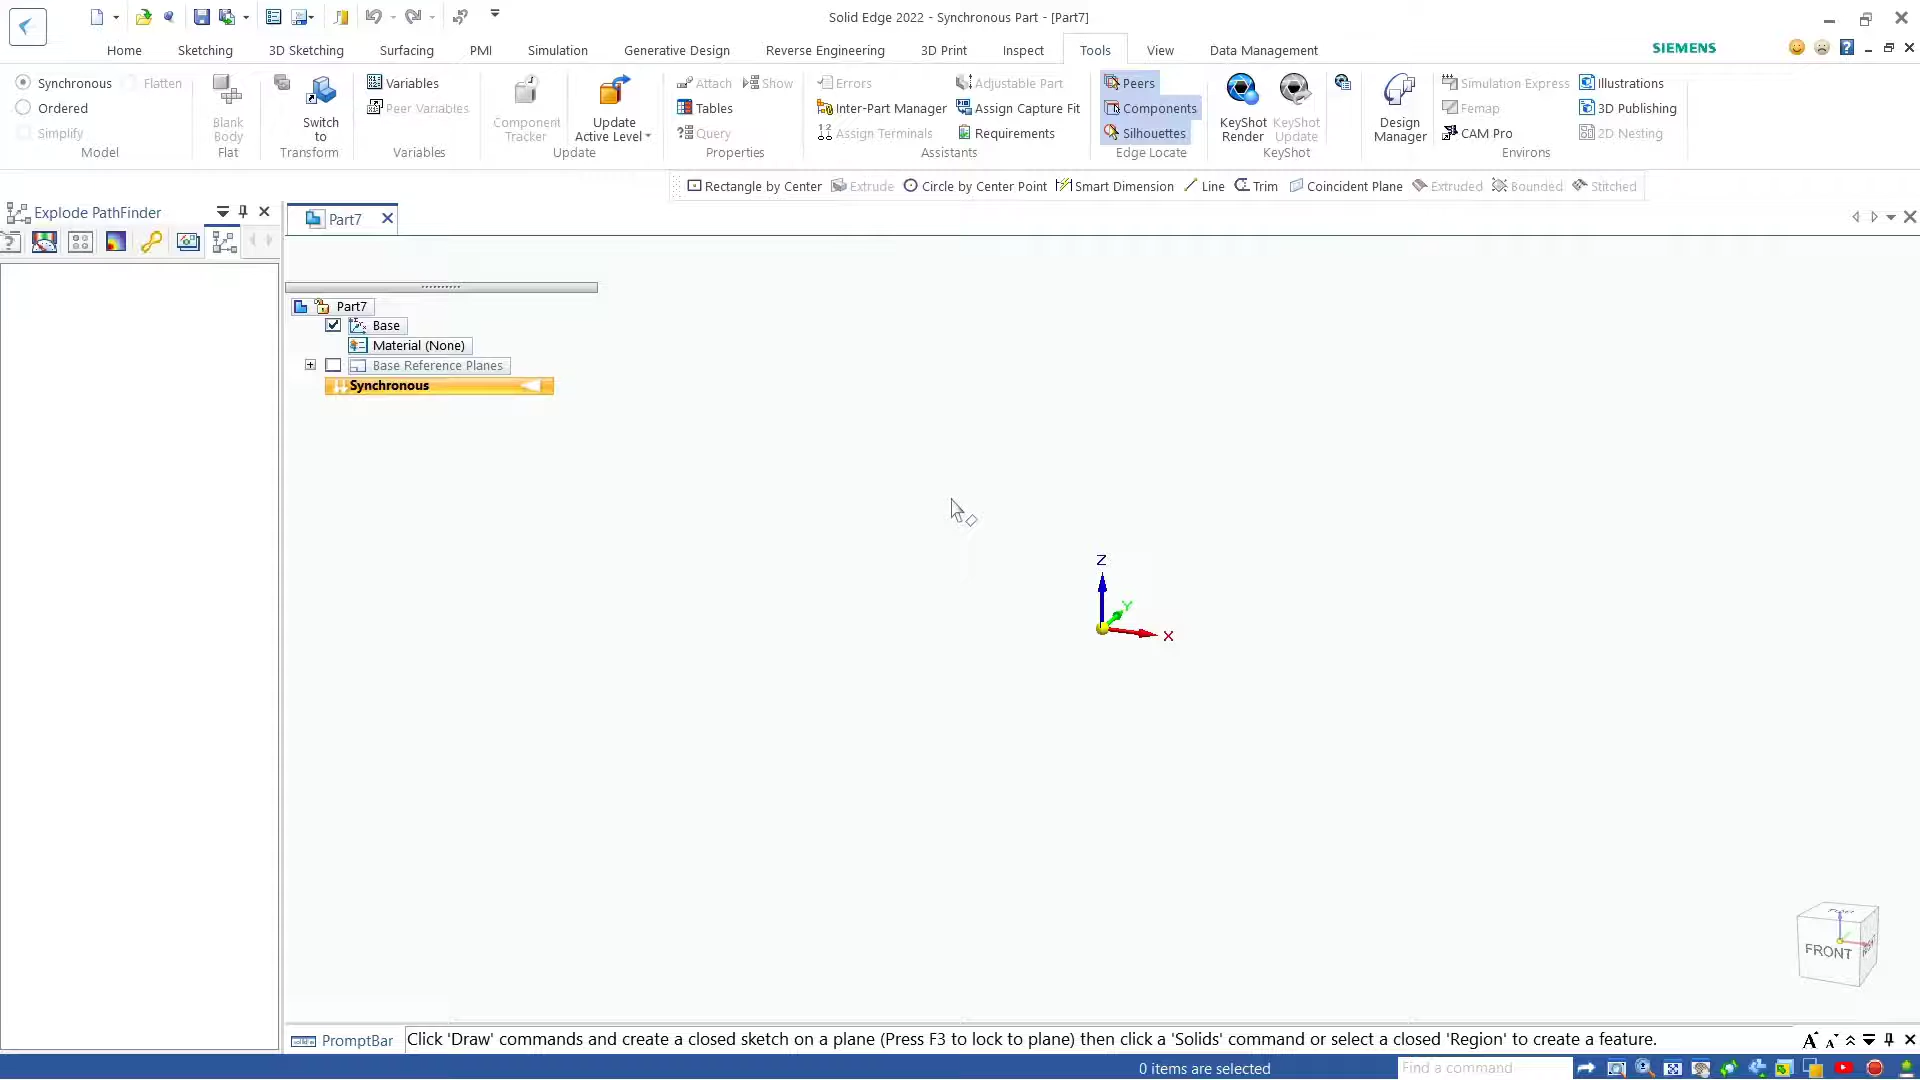 Solid Edge 2022 - Synchronous Part - [Part7]
Home Sketching 3D Sketching Surfacing PMI Simulation Generative Design Reverse Engineering 3D Print Inspect Tools View Data Management SIEMENS
Synchronous Flatten
Ordered
Simplify
Model
Blank Body
Flat
Switch to
Transform
Variables
Peer Variables
Variables
Component Tracker
Update Active Level
Update
Attach Show
Tables
Query
Properties
Errors Adjustable Part
Inter-Part Manager Assign Capture Fit
Assign Terminals Requirements
Assistants
Peers
Components
Silhouettes
Edge Locate
KeyShot Render
KeyShot Update
KeyShot
Design Manager
Simulation Express Illustrations
Femap 3D Publishing
CAM Pro 2D Nesting
Environs
Rectangle by Center Extrude Circle by Center Point Smart Dimension Line Trim Coincident Plane Extruded Bounded Stitched
Explode PathFinder
Part7
Part7
Base
Material (None)
Base Reference Planes
Synchronous
Z
Y
X
FRONT
PromptBar Click 'Draw' commands and create a closed sketch on a plane (Press F3 to lock to plane) then click a 'Solids' command or select a closed 'Region' to create a feature.
0 items are selected Find a command